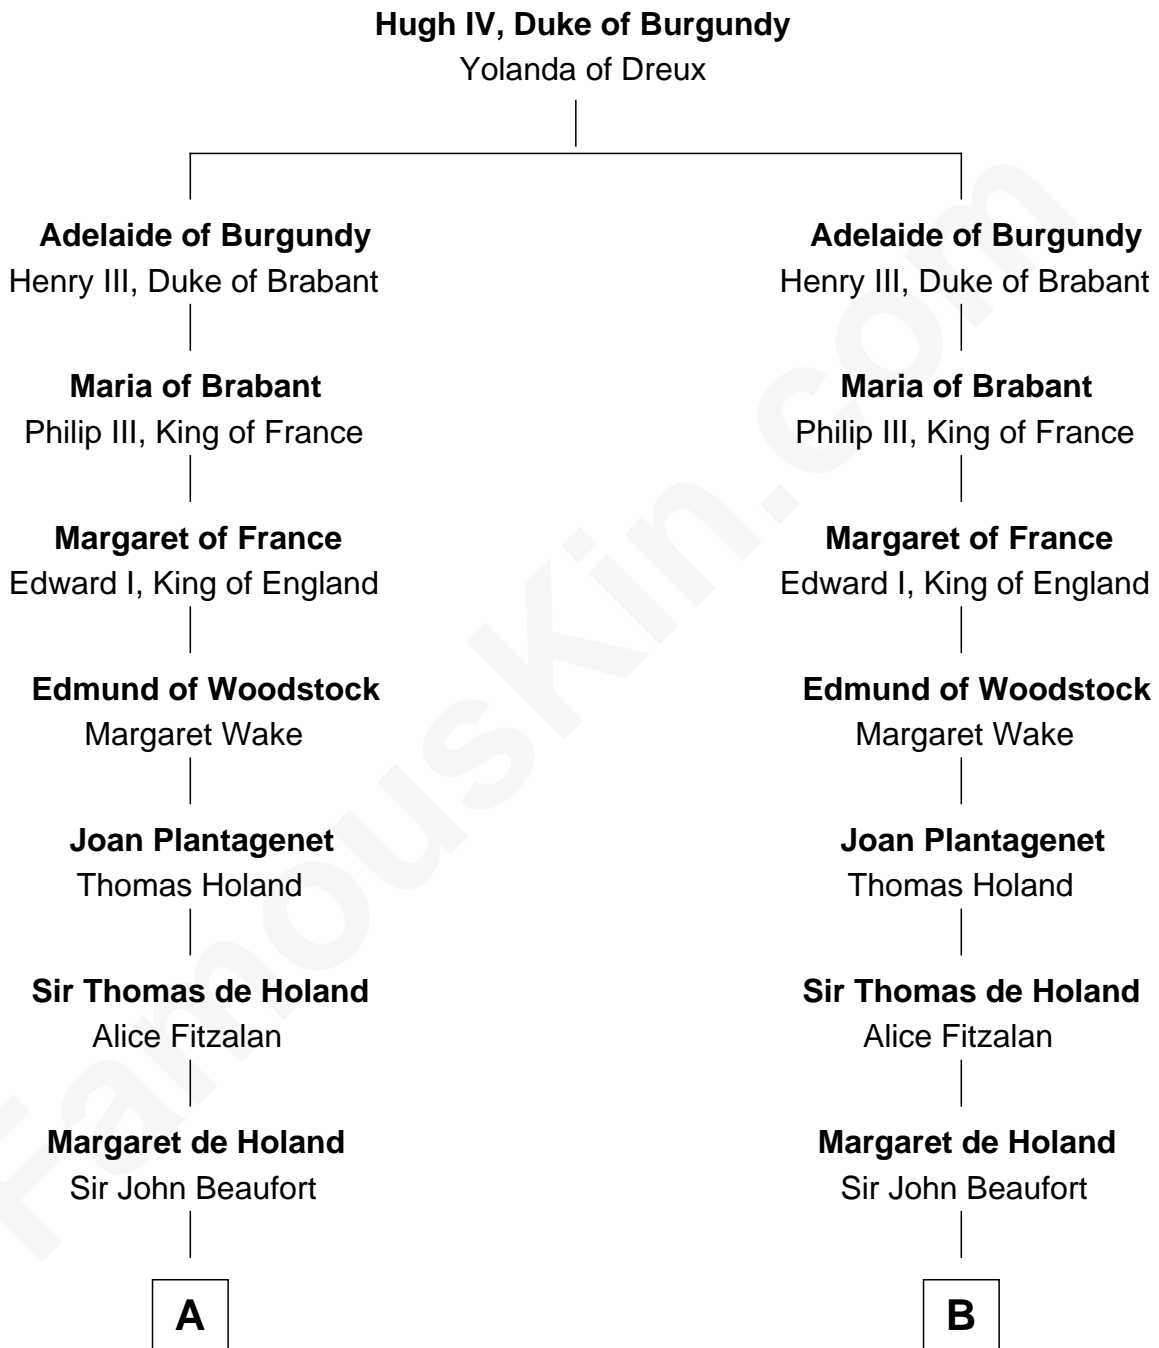 Hugh IV, Duke of Burgundy
Yolanda of Dreux
Adelaide of Burgundy
Henry III, Duke of Brabant
Maria of Brabant
Philip III, King of France
Margaret of France
Edward I, King of England
Edmund of Woodstock
Margaret Wake
Joan Plantagenet
Thomas Holand
Sir Thomas de Holand
Alice Fitzalan
Margaret de Holand
Sir John Beaufort
A
Adelaide of Burgundy
Henry III, Duke of Brabant
Maria of Brabant
Philip III, King of France
Margaret of France
Edward I, King of England
Edmund of Woodstock
Margaret Wake
Joan Plantagenet
Thomas Holand
Sir Thomas de Holand
Alice Fitzalan
Margaret de Holand
Sir John Beaufort
B
FamousKin.com